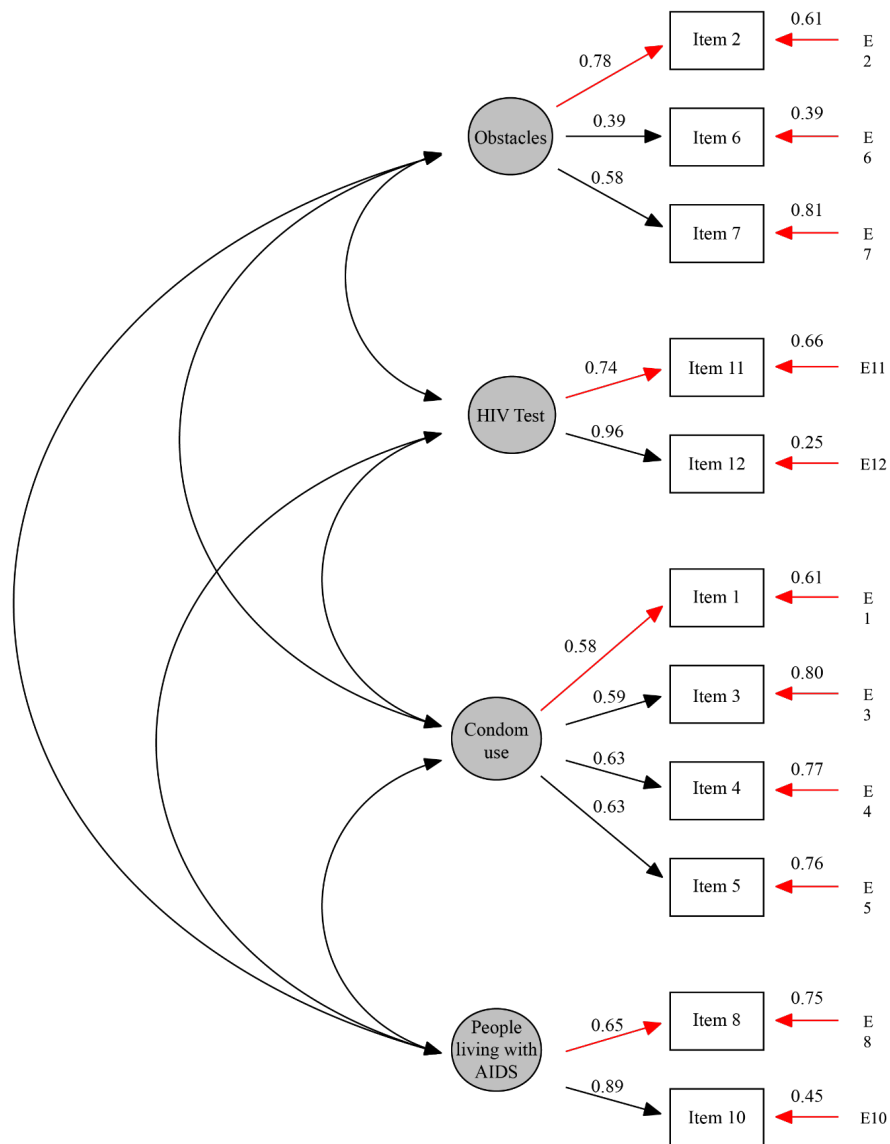 0.61
0.78
Item 2
E
2
Obstacles
0.39
Item 6
0.39
E
6
0.58
Item 7
0.81
E
7
HIV Test
0.74
Item 11
0.66
E11
0.96
Item 12
0.25
E12
Condom
use
0.58
Item 1
0.61
E
1
0.59
Item 3
0.80
E
3
0.63
Item 4
0.77
E
4
0.63
Item 5
0.76
E
5
People
living with
AIDS
0.65
Item 8
0.75
E
8
0.89
Item 10
0.45
E10